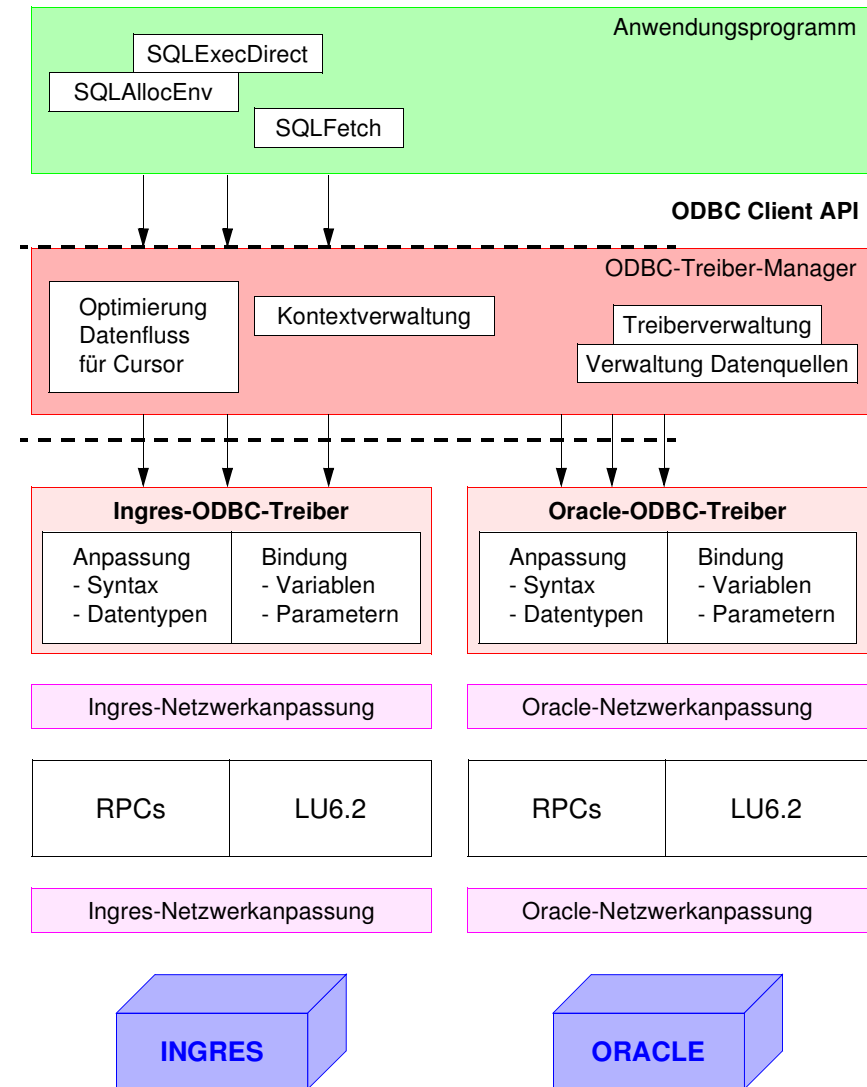 Anwendungsprogramm
SQLExecDirect
SQLAllocEnv
SQLFetch
ODBC Client API
ODBC-Treiber-Manager
Optimierung
Datenfluss
für Cursor
Kontextverwaltung
Treiberverwaltung
Verwaltung Datenquellen
Ingres-ODBC-Treiber
Anpassung
- Syntax
- Datentypen
Bindung
- Variablen
- Parametern
Oracle-ODBC-Treiber
Anpassung
- Syntax
- Datentypen
Bindung
- Variablen
- Parametern
Ingres-Netzwerkanpassung
Oracle-Netzwerkanpassung
RPCs
LU6.2
RPCs
LU6.2
Ingres-Netzwerkanpassung
Oracle-Netzwerkanpassung
INGRES
ORACLE